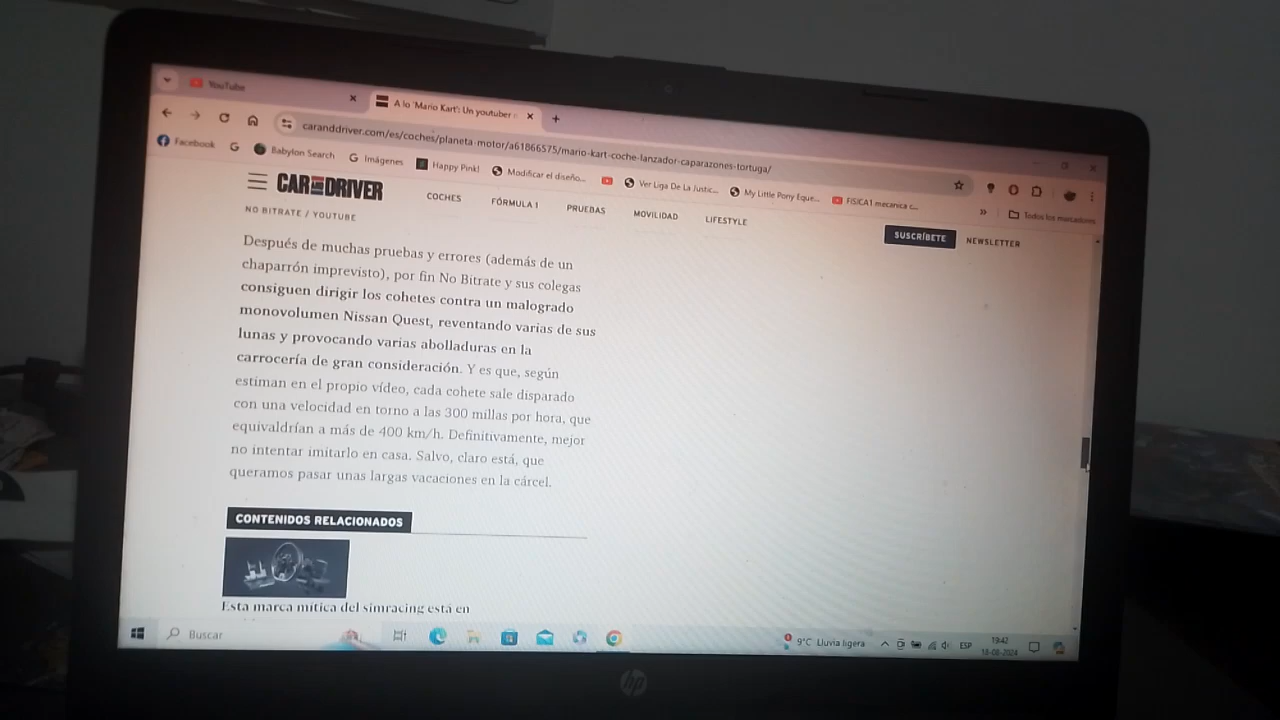 YouTube
A lo 'Mario Kart': Un youtuber
caranddriver.com/es/coches/planeta-motor/a61866575/mario-kart-coche-lanzador-caparazones-tortuga/
Facebook
Babylon Search
Imágenes
Happy Pink!
Modificar el diseño...
Ver Liga De La Justic...
My Little Pony Eque...
FISICA1 mecanica c...
Todos los marcadores
CAR AND DRIVER
COCHES
FÓRMULA 1
PRUEBAS
MOVILIDAD
LIFESTYLE
SUSCRÍBETE
NEWSLETTER
NO BITRATE / YOUTUBE
Después de muchas pruebas y errores (además de un
chaparrón imprevisto), por fin No Bitrate y sus colegas
consiguen dirigir los cohetes contra un malogrado
monovolumen Nissan Quest, reventando varias de sus
lunas y provocando varias abolladuras en la
carrocería de gran consideración. Y es que, según
estiman en el propio vídeo, cada cohete sale disparado
con una velocidad en torno a las 300 millas por hora, que
equivaldrían a más de 400 km/h. Definitivamente, mejor
no intentar imitarlo en casa. Salvo, claro está, que
queramos pasar unas largas vacaciones en la cárcel.
CONTENIDOS RELACIONADOS
Esta marca mítica del simracing está en
Buscar
9°C Lluvia ligera
ESP
19:42
18-08-2024
hp